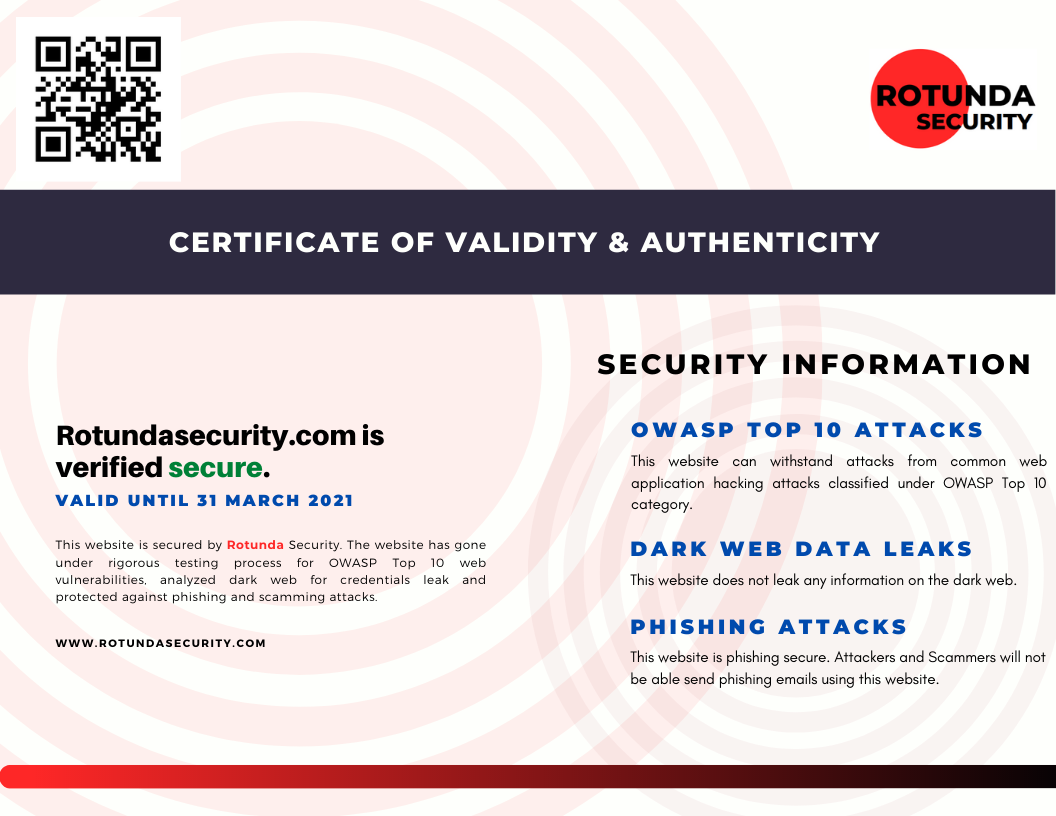 ROTUNDA
SECURITY
CERTIFICATE OF VALIDITY & AUTHENTICITY
Rotundasecurity.com is
verified secure.
VALID UNTIL 31 MARCH 2021
This website is secured by Rotunda Security. The website has gone
under rigorous testing process for OWASP Top 10 web
vulnerabilities, analyzed dark web for credentials leak and
protected against phishing and scamming attacks.
WWW.ROTUNDASECURITY.COM
SECURITY INFORMATION
OWASP TOP 10 ATTACKS
This website can withstand attacks from common web
application hacking attacks classified under OWASP Top 10
category.
DARK WEB DATA LEAKS
This website does not leak any information on the dark web.
PHISHING ATTACKS
This website is phishing secure. Attackers and Scammers will not
be able send phishing emails using this website.